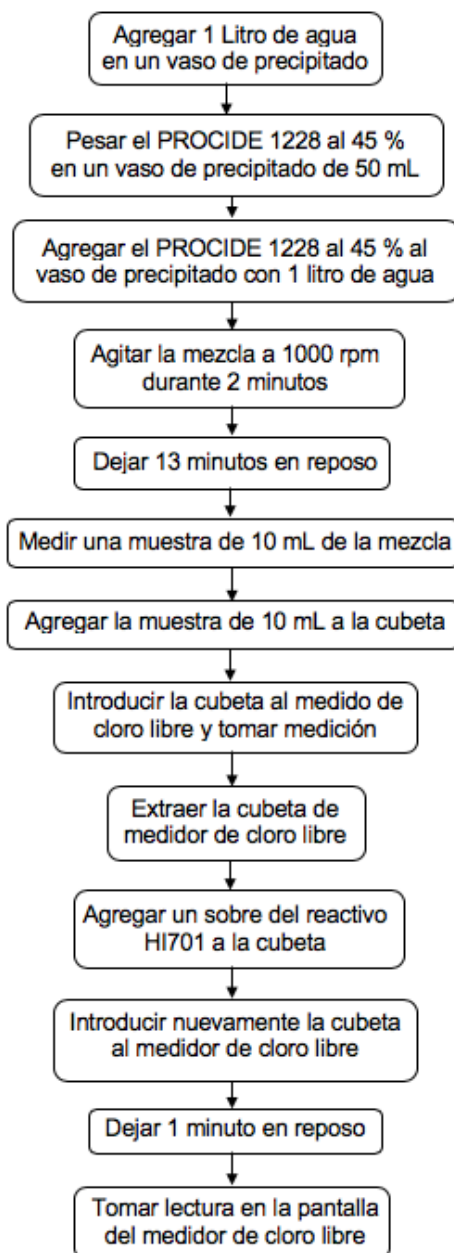 Agregar 1 Litro de agua
en un vaso de precipitado
Pesar el PROCIDE 1228 al 45 %
en un vaso de precipitado de 50 mL
Agregar el PROCIDE 1228 al 45 % al
vaso de precipitado con 1 litro de agua
Agitar la mezcla a 1000 rpm
durante 2 minutos
Dejar 13 minutos en reposo
Medir una muestra de 10 mL de la mezcla
Agregar la muestra de 10 mL a la cubeta
Introducir la cubeta al medido de
cloro libre y tomar medición
Extraer la cubeta de
medidor de cloro libre
Agregar un sobre del reactivo
HI701 a la cubeta
Introducir nuevamente la cubeta
al medidor de cloro libre
Dejar 1 minuto en reposo
Tomar lectura en la pantalla
del medidor de cloro libre